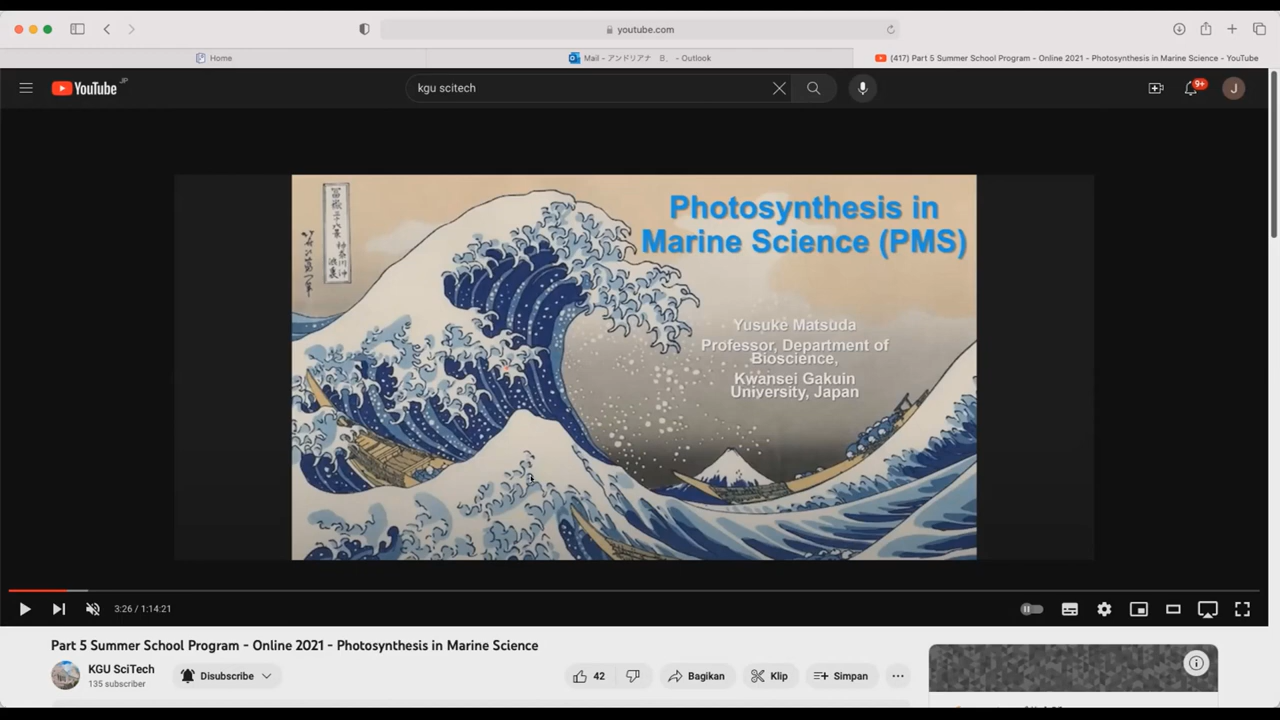 youtube.com
Home
Mail - アンドリアナ B. - Outlook
(417) Part 5 Summer School Program - Online 2021 - Photosynthesis in Marine Science - YouTube
YouTube JP
kgu scitech
9+
J
Photosynthesis in
Marine Science (PMS)
Yusuke Matsuda
Professor, Department of
Bioscience,
Kwansei Gakuin
University, Japan
3:26 / 1:14:21
Part 5 Summer School Program - Online 2021 - Photosynthesis in Marine Science
KGU SciTech
135 subscriber
Disubscribe
42
Bagikan
Klip
Simpan